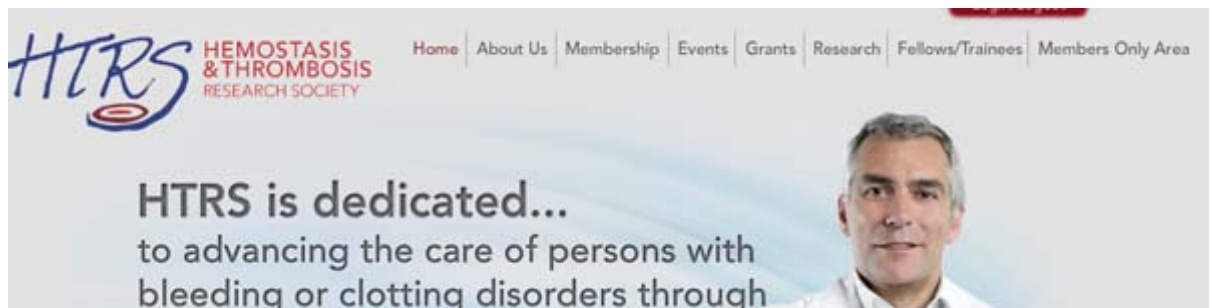 HTRS
HEMOSTASIS
& THROMBOSIS
RESEARCH SOCIETY
Home About Us Membership Events Grants Research Fellows/Trainees Members Only Area
HTRS is dedicated...
to advancing the care of persons with
bleeding or clotting disorders through